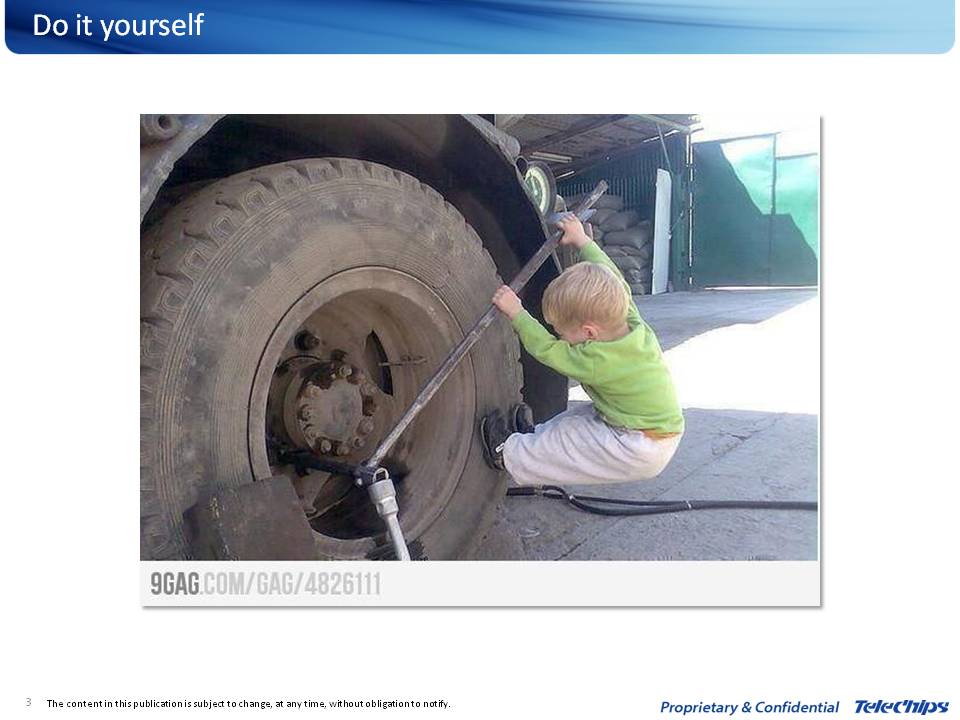 Do it yourself
9GAG.COM/GAG/4826111
3 The content in this publication is subject to change, at any time, without obligation to notify.
Proprietary & Confidential Telechips